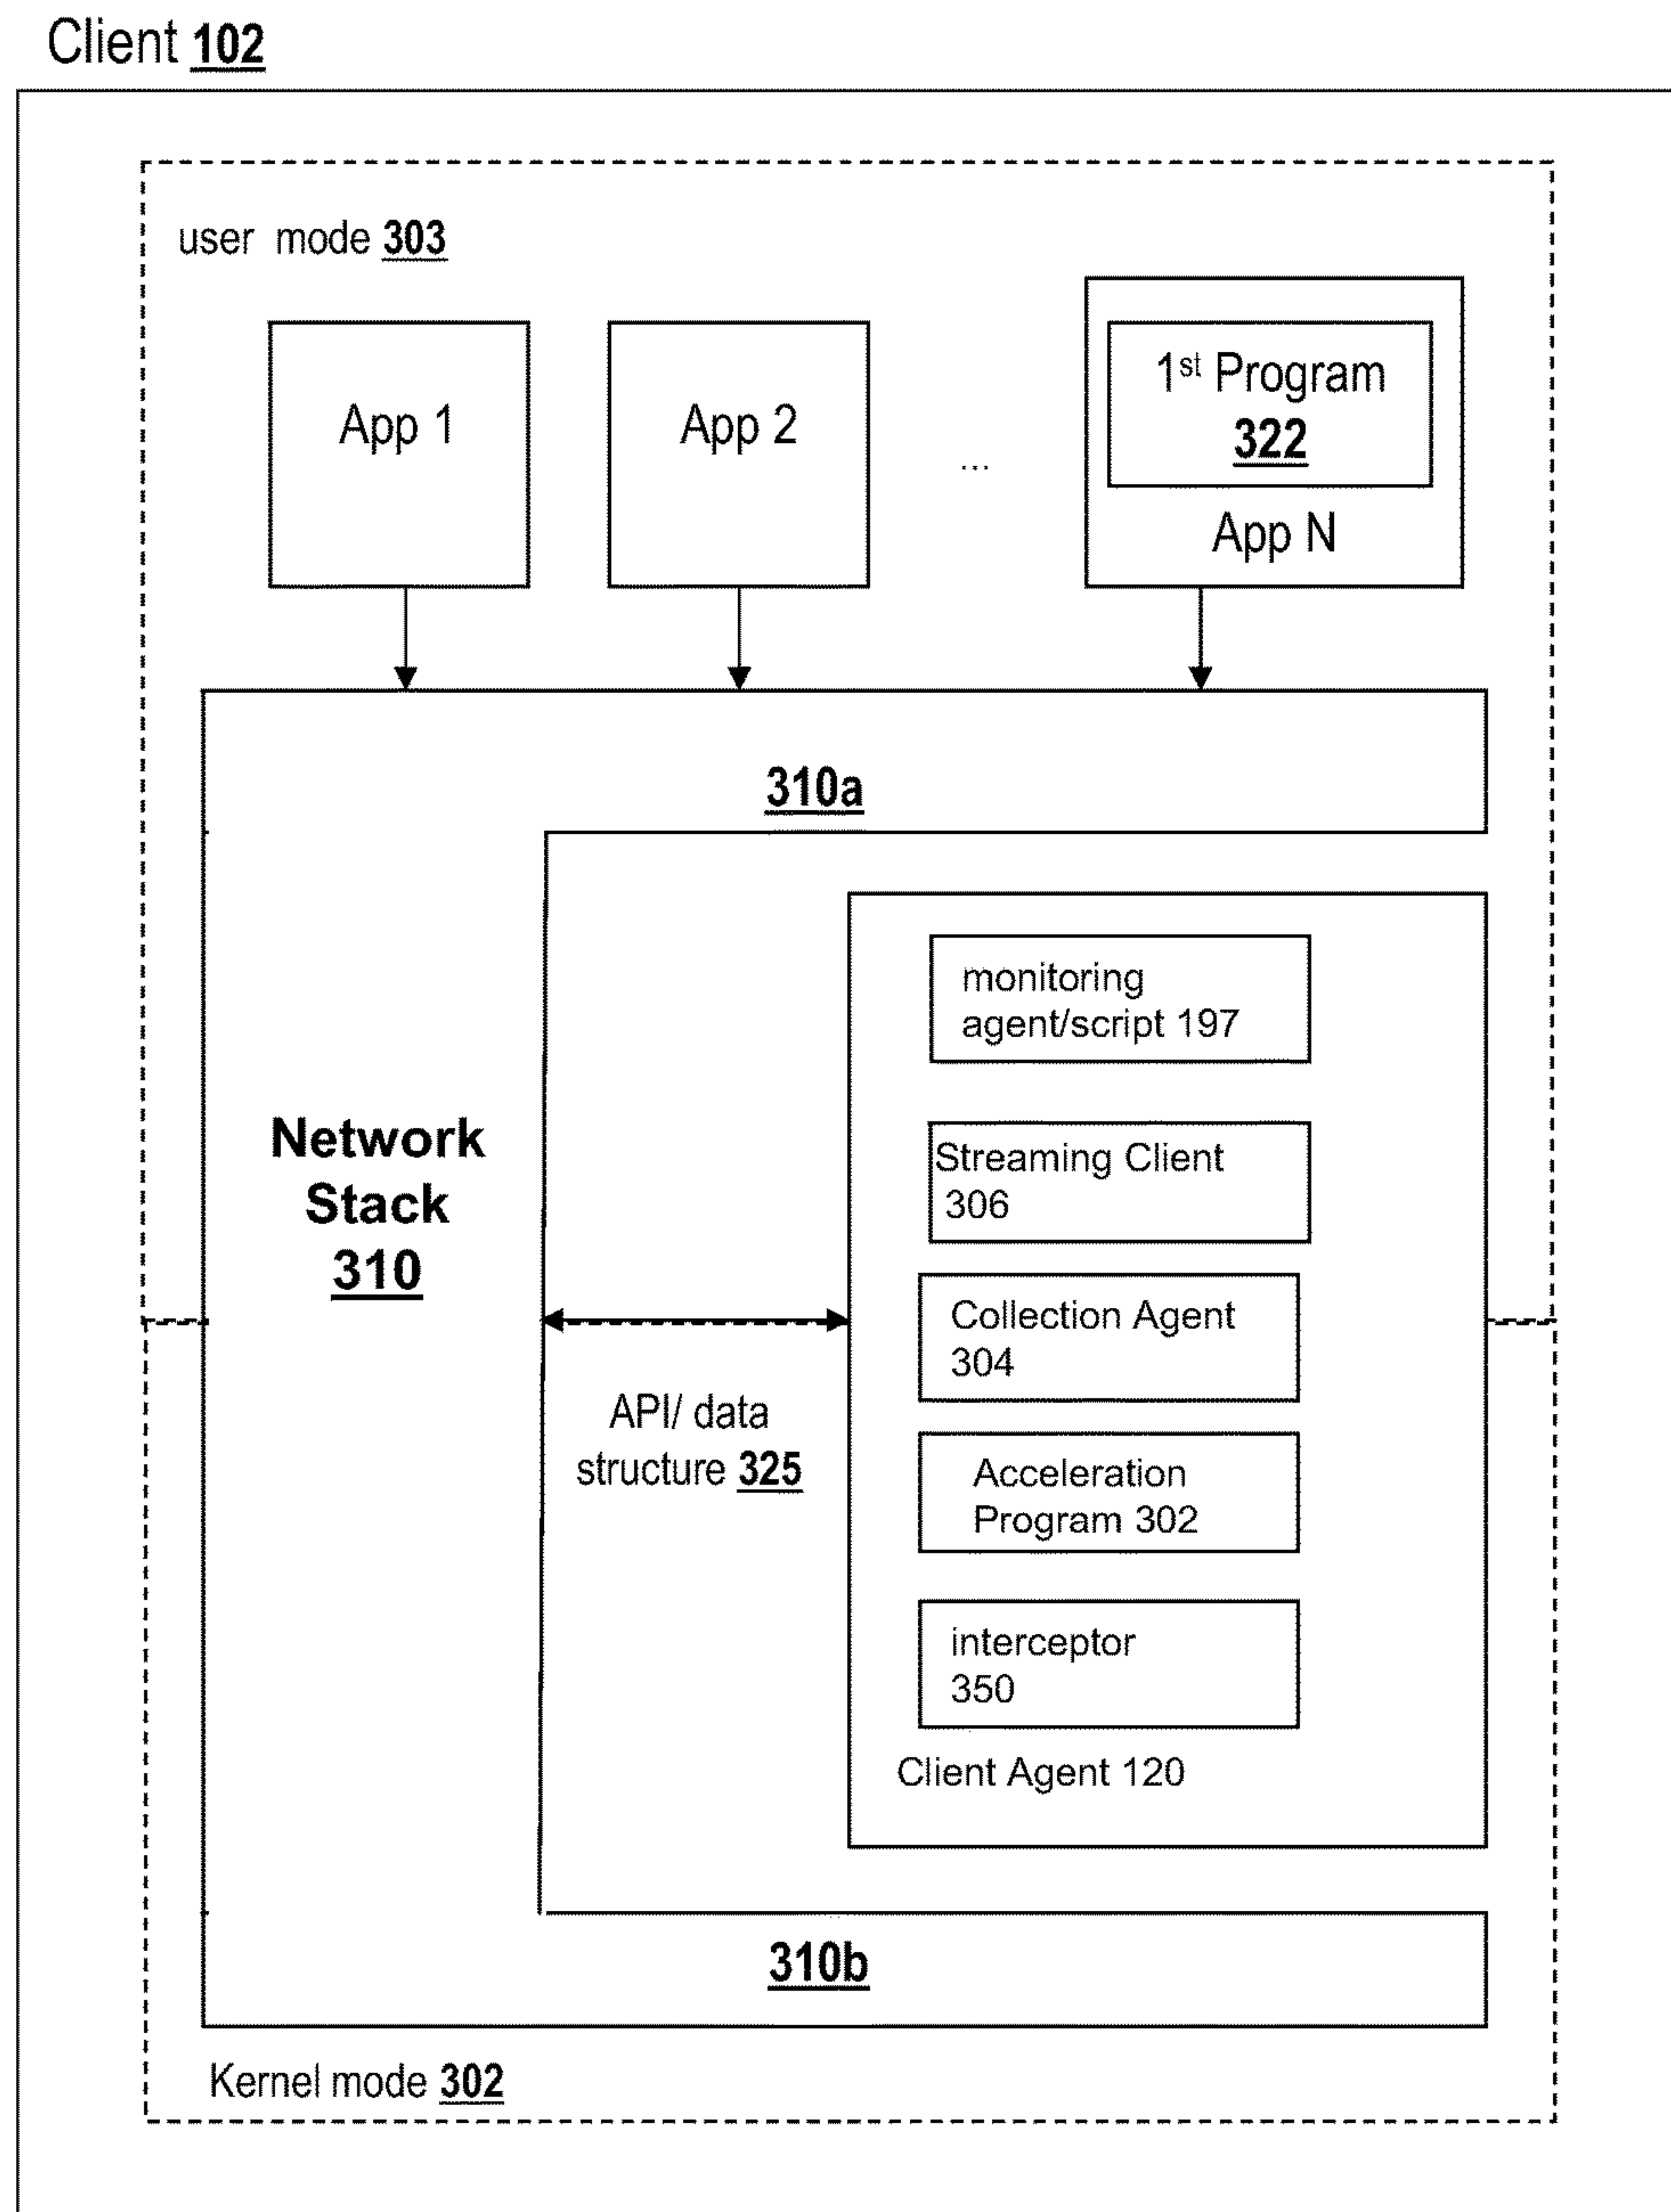 Client 102
user mode 303
App 1
App 2
...
1st Program
322
App N
310a
Network
Stack
310
API/ data
structure 325
monitoring
agent/script 197
Streaming Client
306
Collection Agent
304
Acceleration
Program 302
interceptor
350
Client Agent 120
310b
Kernel mode 302